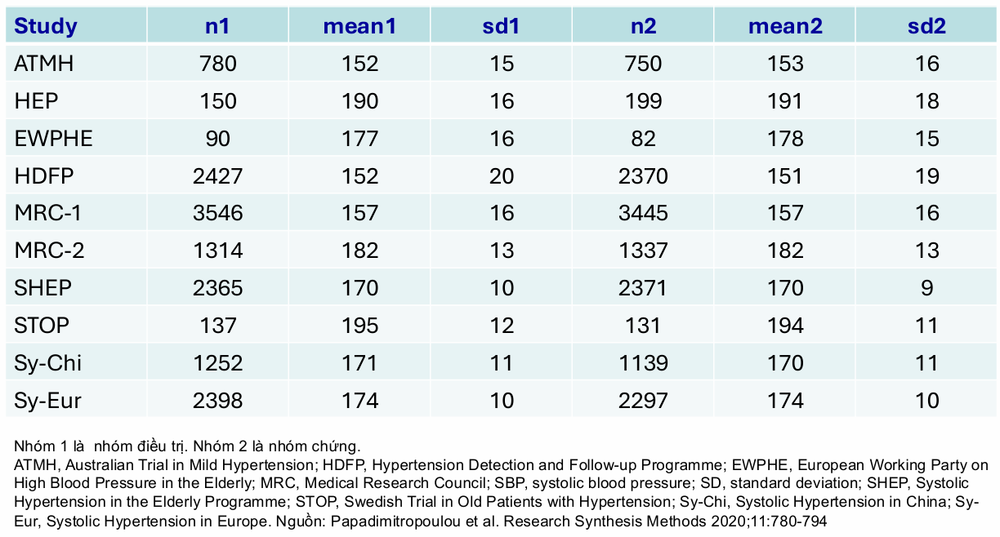 Study n1 mean1 sd1 n2 mean2 sd2
ATMH 780 152 15 750 153 16
HEP 150 190 16 199 191 18
EWPHE 90 177 16 82 178 15
HDFP 2427 152 20 2370 151 19
MRC-1 3546 157 16 3445 157 16
MRC-2 1314 182 13 1337 182 13
SHEP 2365 170 10 2371 170 9
STOP 137 195 12 131 194 11
Sy-Chi 1252 171 11 1139 170 11
Sy-Eur 2398 174 10 2297 174 10
Nhóm 1 là nhóm điều trị. Nhóm 2 là nhóm chứng.
ATMH, Australian Trial in Mild Hypertension; HDFP, Hypertension Detection and Follow-up Programme; EWPHE, European Working Party on
High Blood Pressure in the Elderly; MRC, Medical Research Council; SBP, systolic blood pressure; SD, standard deviation; SHEP, Systolic
Hypertension in the Elderly Programme; STOP, Swedish Trial in Old Patients with Hypertension; Sy-Chi, Systolic Hypertension in China; Sy-
Eur, Systolic Hypertension in Europe. Nguồn: Papadimitropoulou et al. Research Synthesis Methods 2020;11:780-794